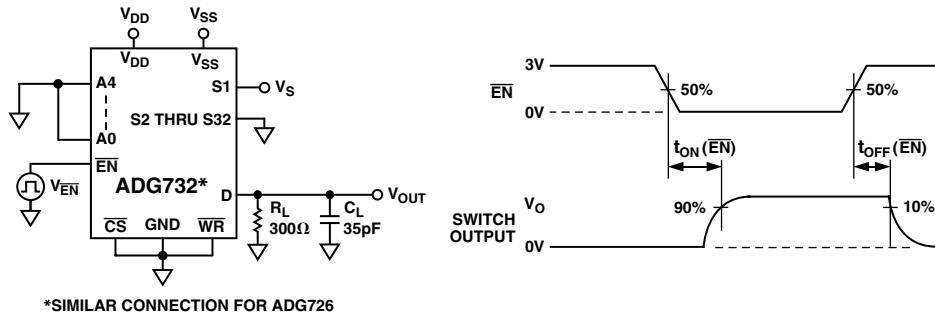 VDD
VSS
VDD
VSS
A4
S1
VS
S2 THRU S32
A0
EN
VEN
ADG732*
D
VOUT
RL
300Ω
CL
35pF
CS
GND
WR
*SIMILAR CONNECTION FOR ADG726
3V
EN
0V
50%
50%
tON(EN)
tOFF(EN)
VO
SWITCH
OUTPUT
0V
90%
10%